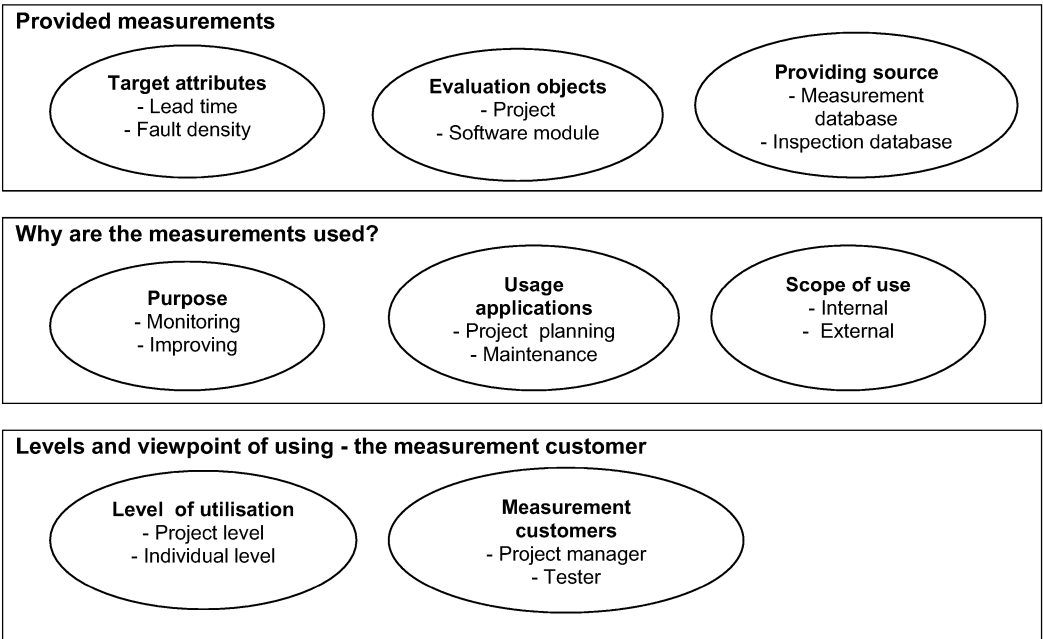 Provided measurements
Target attributes
- Lead time
- Fault density
Evaluation objects
- Project
- Software module
Providing source
- Measurement
database
- Inspection database
Why are the measurements used?
Purpose
- Monitoring
- Improving
Usage
applications
- Project planning
- Maintenance
Scope of use
- Internal
- External
Levels and viewpoint of using - the measurement customer
Level of utilisation
- Project level
- Individual level
Measurement
customers
- Project manager
- Tester